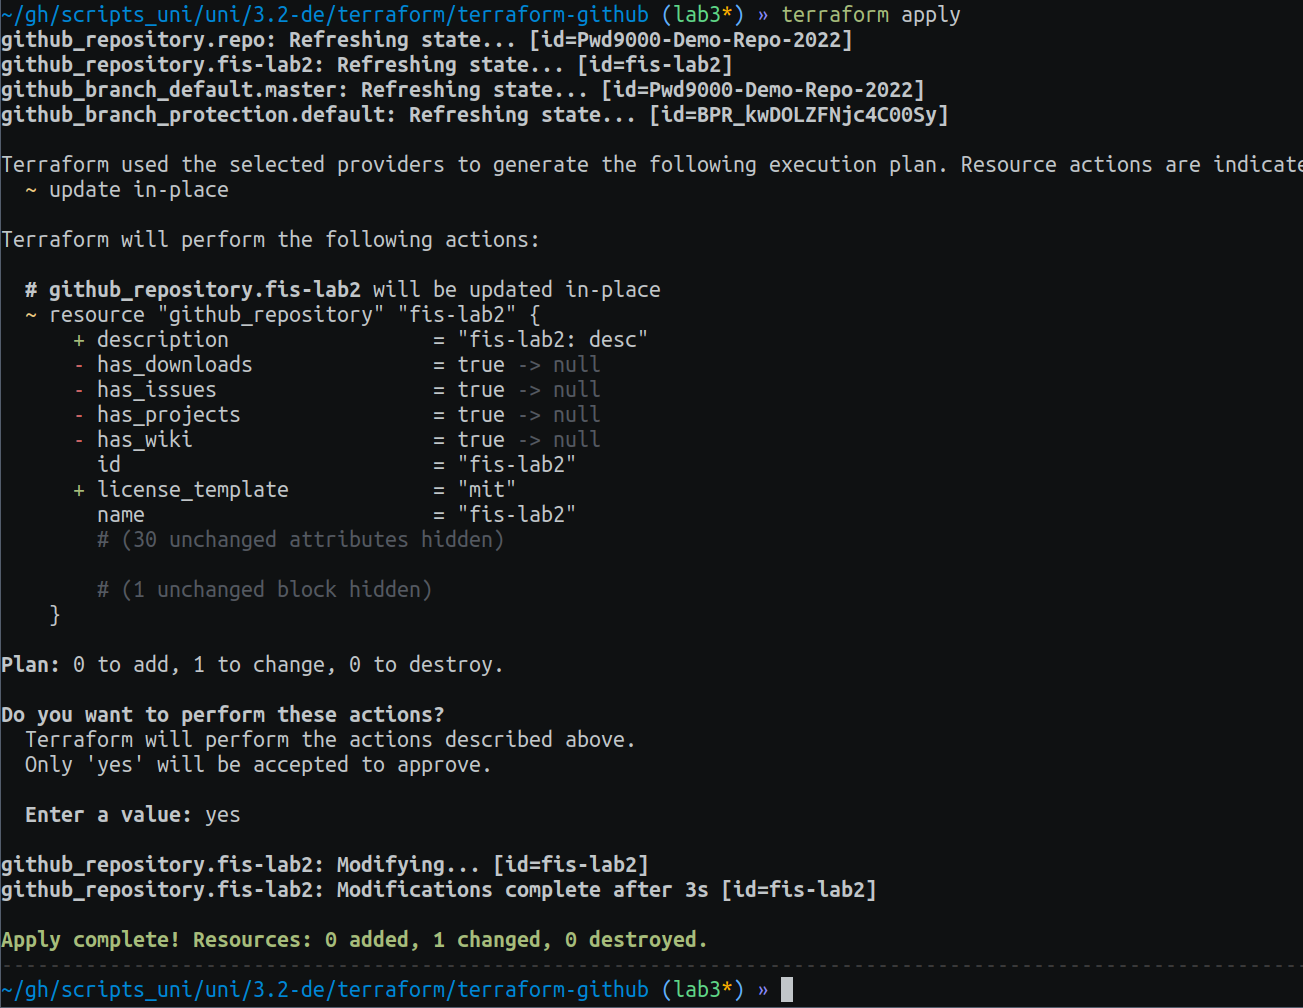 ~/gh/scripts_uni/uni/3.2-de/terraform/terraform-github (lab3*) » terraform apply
github_repository.repo: Refreshing state... [id=Pwd9000-Demo-Repo-2022]
github_repository.fis-lab2: Refreshing state... [id=fis-lab2]
github_branch_default.master: Refreshing state... [id=Pwd9000-Demo-Repo-2022]
github_branch_protection.default: Refreshing state... [id=BPR_kwDOLZFNjc4C00Sy]
Terraform used the selected providers to generate the following execution plan. Resource actions are indicate
~ update in-place
Terraform will perform the following actions:
# github_repository.fis-lab2 will be updated in-place
~ resource "github_repository" "fis-lab2" {
+ description = "fis-lab2: desc"
- has_downloads = true -> null
- has_issues = true -> null
- has_projects = true -> null
- has_wiki = true -> null
id = "fis-lab2"
+ license_template = "mit"
name = "fis-lab2"
# (30 unchanged attributes hidden)
# (1 unchanged block hidden)
}
Plan: 0 to add, 1 to change, 0 to destroy.
Do you want to perform these actions?
Terraform will perform the actions described above.
Only 'yes' will be accepted to approve.
Enter a value: yes
github_repository.fis-lab2: Modifying... [id=fis-lab2]
github_repository.fis-lab2: Modifications complete after 3s [id=fis-lab2]
Apply complete! Resources: 0 added, 1 changed, 0 destroyed.
~/gh/scripts_uni/uni/3.2-de/terraform/terraform-github (lab3*) »